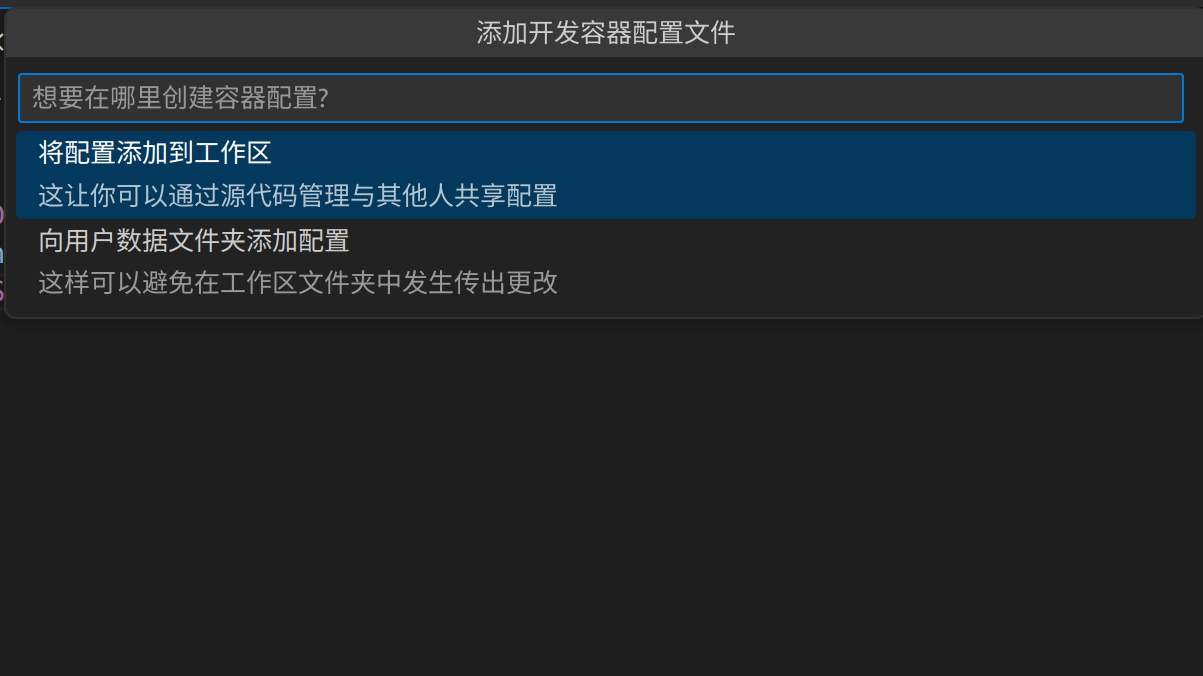 添加开发容器配置文件
想要在哪里创建容器配置?
将配置添加到工作区
这让你可以通过源代码管理与其他人共享配置
向用户数据文件夹添加配置
这样可以避免在工作区文件夹中发生传出更改